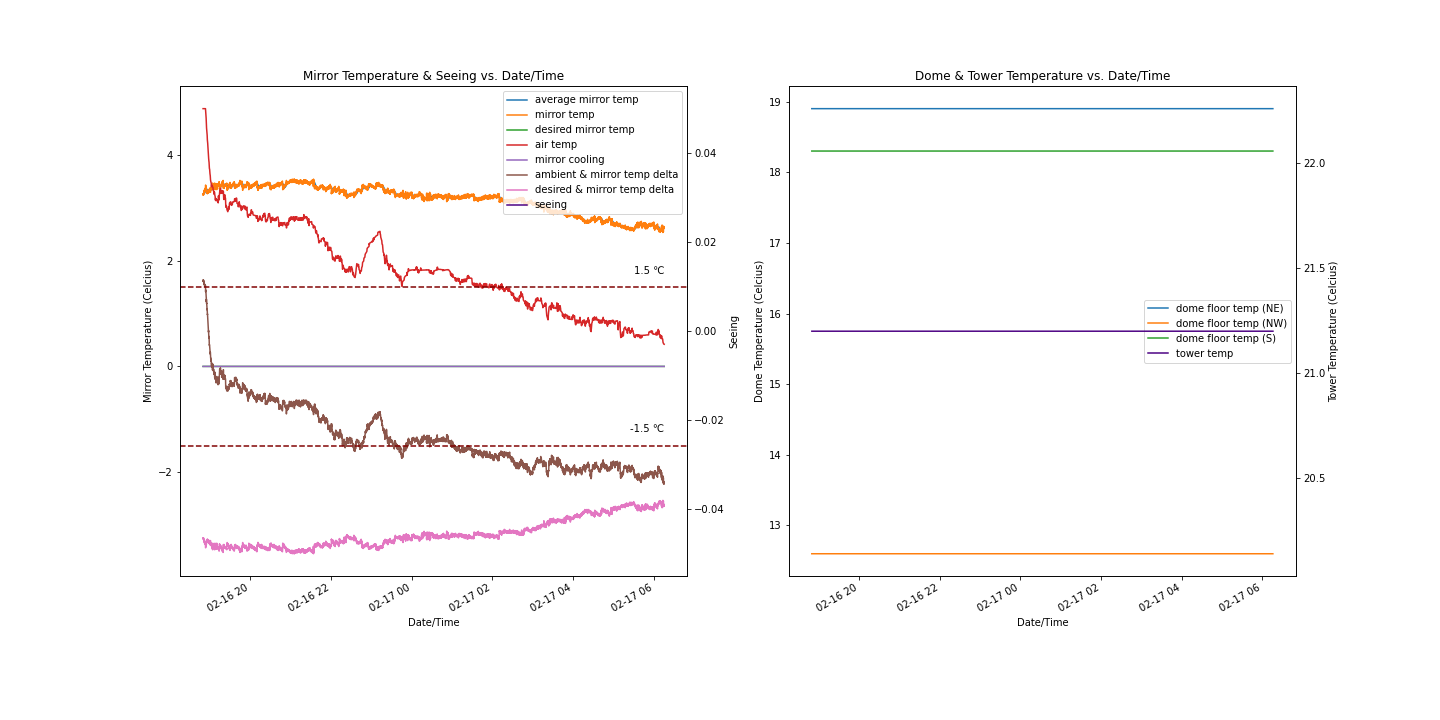 Mirror Temperature & Seeing vs. Date/Time
average mirror temp
mirror temp
desired mirror temp
air temp
mirror cooling
ambient & mirror temp delta
desired & mirror temp delta
seeing
4
2
0
−2
Mirror Temperature (Celcius)
1.5 °C
-1.5 °C
0.04
0.02
0.00
−0.02
−0.04
Seeing
02-16 20
02-16 22
02-17 00
02-17 02
02-17 04
02-17 06
Date/Time
Dome & Tower Temperature vs. Date/Time
19
18
17
16
15
14
13
Dome Temperature (Celcius)
dome floor temp (NE)
dome floor temp (NW)
dome floor temp (S)
tower temp
22.0
21.5
21.0
20.5
Tower Temperature (Celcius)
02-16 20
02-16 22
02-17 00
02-17 02
02-17 04
02-17 06
Date/Time